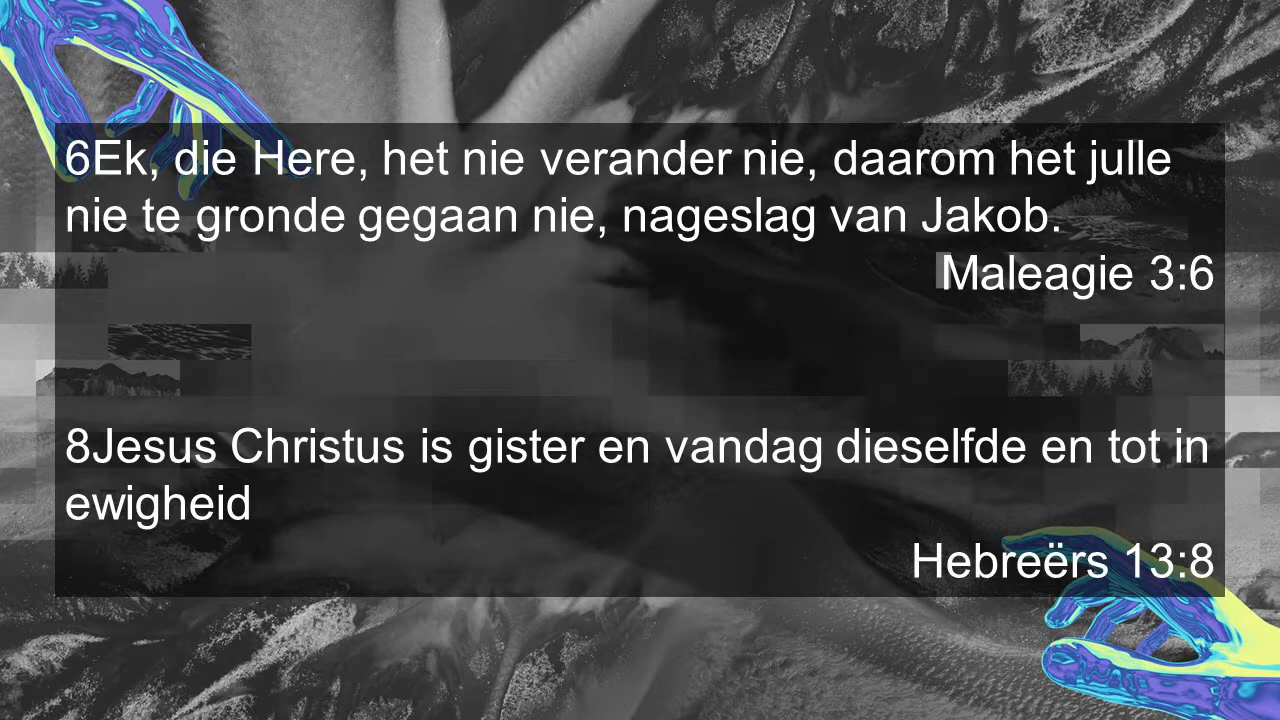 6Ek, die Here, het nie verander nie, daarom het julle
nie te gronde gegaan nie, nageslag van Jakob.
Maleagie 3:6
8Jesus Christus is gister en vandag dieselfde en tot in
ewigheid
Hebreërs 13:8